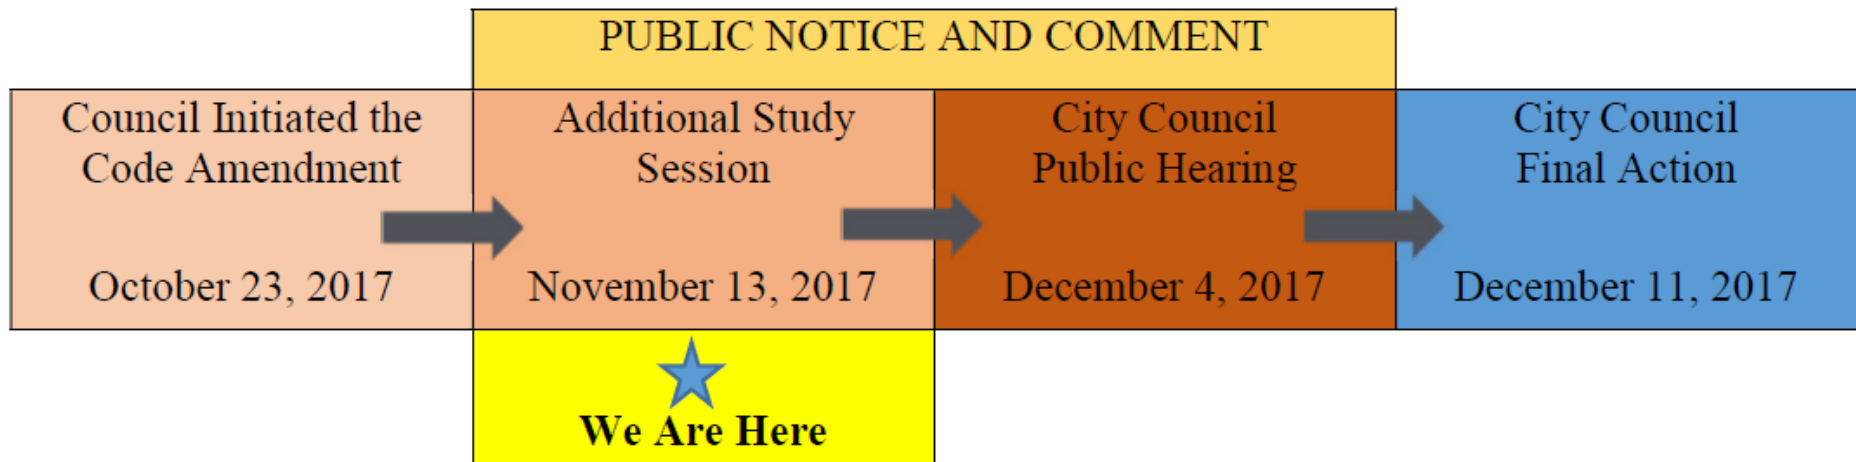 PUBLIC NOTICE AND COMMENT
Council Initiated the
Code Amendment
October 23, 2017
Additional Study
Session
November 13, 2017
City Council
Public Hearing
December 4, 2017
City Council
Final Action
December 11, 2017
We Are Here